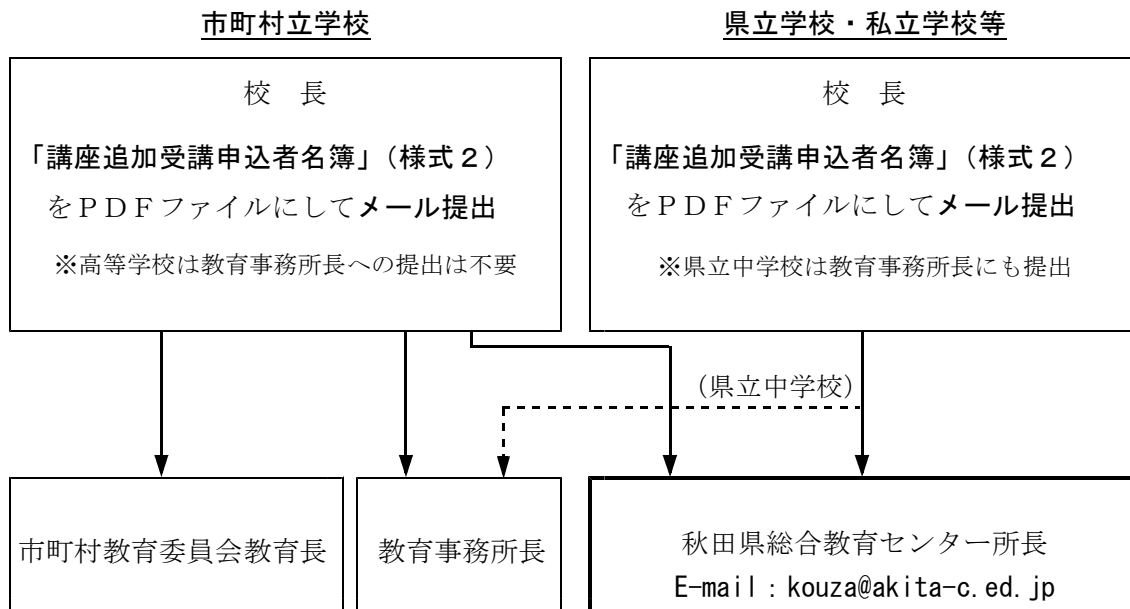 市町村立学校
県立学校・私立学校等
校　長
「講座追加受講申込者名簿」（様式２）
をＰＤＦファイルにしてメール提出
※高等学校は教育事務所長への提出は不要
校　長
「講座追加受講申込者名簿」（様式２）
をＰＤＦファイルにしてメール提出
※県立中学校は教育事務所長にも提出
（県立中学校）
市町村教育委員会教育長
教育事務所長
秋田県総合教育センター所長
E-mail：kouza@akita-c.ed.jp